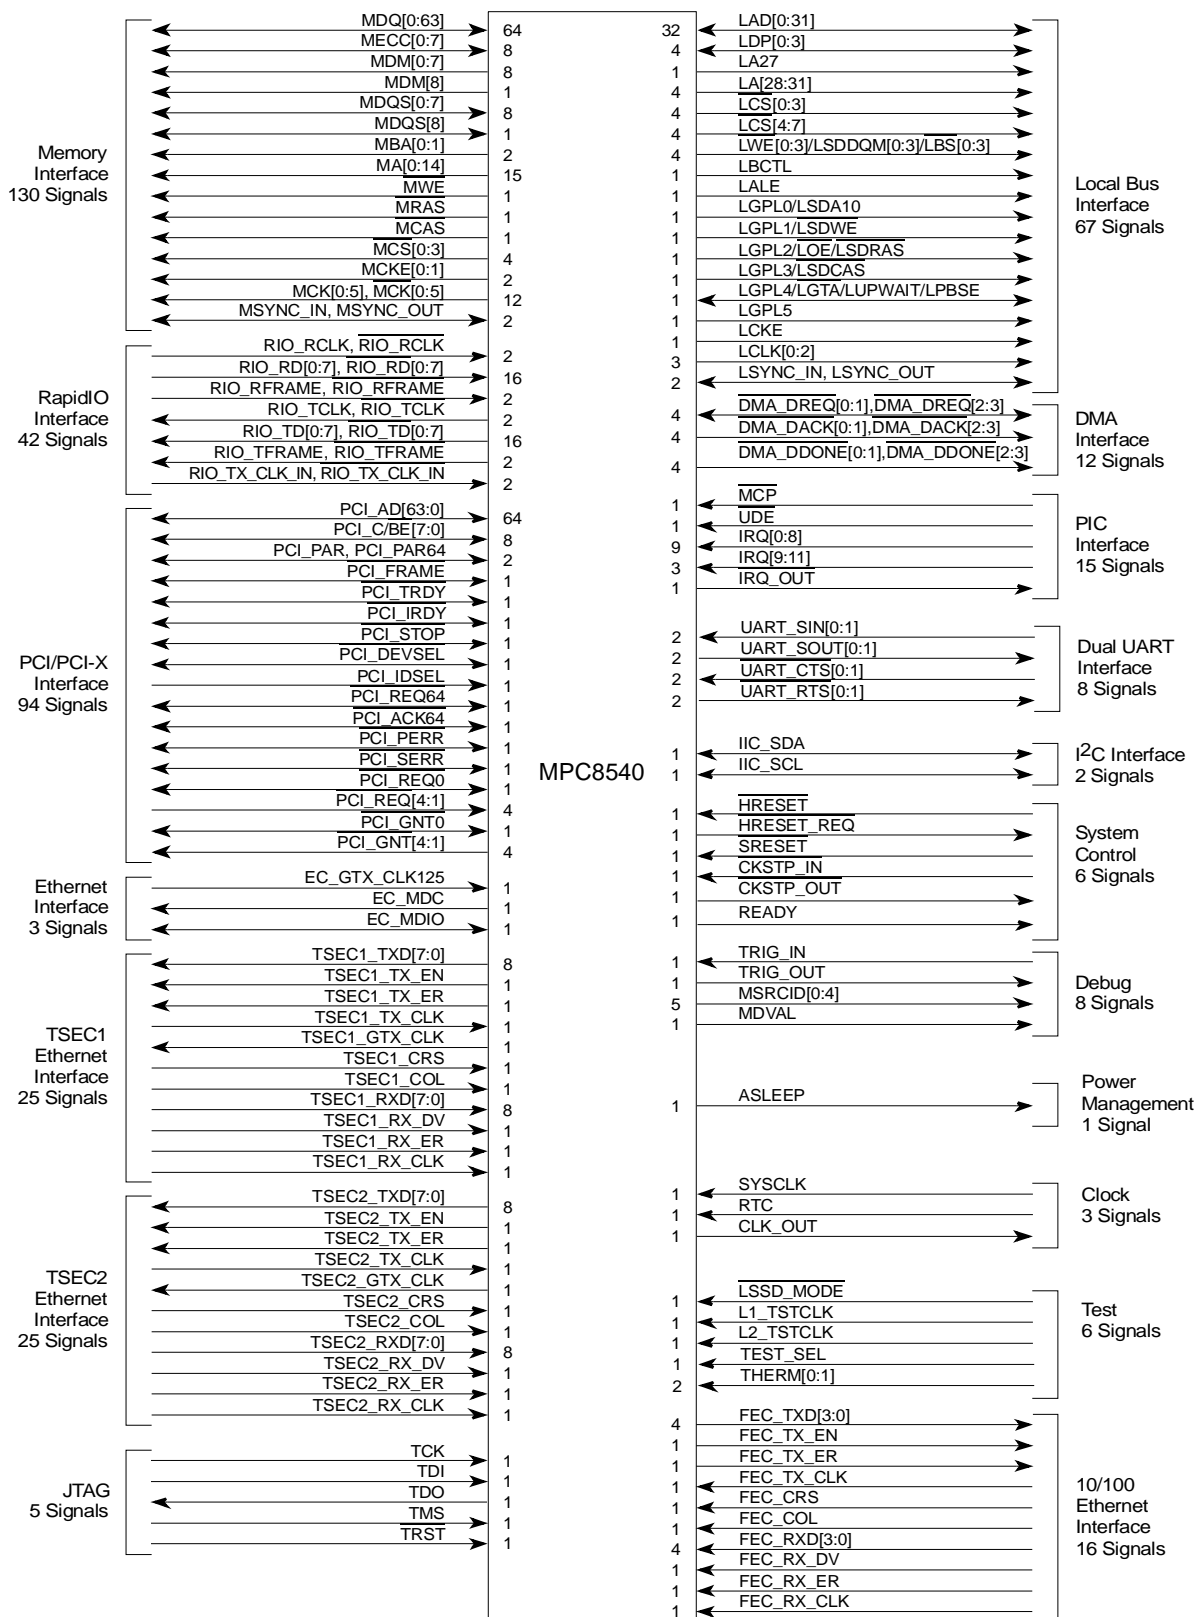 Memory
Interface
130 Signals
MDQ[0:63] 64
MECC[0:7] 8
MDM[0:7] 8
MDM[8] 1
MDQS[0:7] 8
MDQS[8] 1
MBA[0:1] 2
MA[0:14] 15
MWE 1
MRAS 1
MCAS 1
MCS[0:3] 4
MCKE[0:1] 2
MCK[0:5], MCK[0:5] 12
MSYNC_IN, MSYNC_OUT 2
RapidIO
Interface
42 Signals
RIO_RCLK, RIO_RCLK 2
RIO_RD[0:7], RIO_RD[0:7] 16
RIO_RFRAME, RIO_RFRAME 2
RIO_TCLK, RIO_TCLK 2
RIO_TD[0:7], RIO_TD[0:7] 16
RIO_TFRAME, RIO_TFRAME 2
RIO_TX_CLK_IN, RIO_TX_CLK_IN 2
PCI/PCI-X
Interface
94 Signals
PCI_AD[63:0] 64
PCI_C/BE[7:0] 8
PCI_PAR, PCI_PAR64 2
PCI_FRAME 1
PCI_TRDY 1
PCI_IRDY 1
PCI_STOP 1
PCI_DEVSEL 1
PCI_IDSEL 1
PCI_REQ64 1
PCI_ACK64 1
PCI_PERR 1
PCI_SERR 1
PCI_REQ0 1
PCI_REQ[4:1] 4
PCI_GNT0 1
PCI_GNT[4:1] 4
Ethernet
Interface
3 Signals
EC_GTX_CLK125 1
EC_MDC 1
EC_MDIO 1
TSEC1
Ethernet
Interface
25 Signals
TSEC1_TXD[7:0] 8
TSEC1_TX_EN 1
TSEC1_TX_ER 1
TSEC1_TX_CLK 1
TSEC1_GTX_CLK 1
TSEC1_CRS 1
TSEC1_COL 1
TSEC1_RXD[7:0] 8
TSEC1_RX_DV 1
TSEC1_RX_ER 1
TSEC1_RX_CLK 1
TSEC2
Ethernet
Interface
25 Signals
TSEC2_TXD[7:0] 8
TSEC2_TX_EN 1
TSEC2_TX_ER 1
TSEC2_TX_CLK 1
TSEC2_GTX_CLK 1
TSEC2_CRS 1
TSEC2_COL 1
TSEC2_RXD[7:0] 8
TSEC2_RX_DV 1
TSEC2_RX_ER 1
TSEC2_RX_CLK 1
JTAG
5 Signals
TCK 1
TDI 1
TDO 1
TMS 1
TRST 1
MPC8540
32 LAD[0:31]
4 LDP[0:3]
1 LA27
4 LA[28:31]
4 LCS[0:3]
4 LCS[4:7]
4 LWE[0:3]/LSDDQM[0:3]/LBS[0:3]
1 LBCTL
1 LALE
1 LGPL0/LSDA10
1 LGPL1/LSDWE
1 LGPL2/LOE/LSDRAS
1 LGPL3/LSDCAS
1 LGPL4/LGTA/LUPWAIT/LPBSE
1 LGPL5
1 LCKE
3 LCLK[0:2]
2 LSYNC_IN, LSYNC_OUT
Local Bus
Interface
67 Signals
4 DMA_DREQ[0:1],DMA_DREQ[2:3]
4 DMA_DACK[0:1],DMA_DACK[2:3]
4 DMA_DDONE[0:1],DMA_DDONE[2:3]
DMA
Interface
12 Signals
1 MCP
1 UDE
9 IRQ[0:8]
3 IRQ[9:11]
1 IRQ_OUT
PIC
Interface
15 Signals
2 UART_SIN[0:1]
2 UART_SOUT[0:1]
2 UART_CTS[0:1]
2 UART_RTS[0:1]
Dual UART
Interface
8 Signals
1 IIC_SDA
1 IIC_SCL
I2C Interface
2 Signals
1 HRESET
1 HRESET_REQ
1 SRESET
1 CKSTP_IN
1 CKSTP_OUT
1 READY
System
Control
6 Signals
1 TRIG_IN
1 TRIG_OUT
5 MSRCID[0:4]
1 MDVAL
Debug
8 Signals
1 ASLEEP
Power
Management
1 Signal
1 SYSCLK
1 RTC
1 CLK_OUT
Clock
3 Signals
1 LSSD_MODE
1 L1_TSTCLK
1 L2_TSTCLK
1 TEST_SEL
2 THERM[0:1]
Test
6 Signals
4 FEC_TXD[3:0]
1 FEC_TX_EN
1 FEC_TX_ER
1 FEC_TX_CLK
1 FEC_CRS
1 FEC_COL
4 FEC_RXD[3:0]
1 FEC_RX_DV
1 FEC_RX_ER
1 FEC_RX_CLK
10/100
Ethernet
Interface
16 Signals